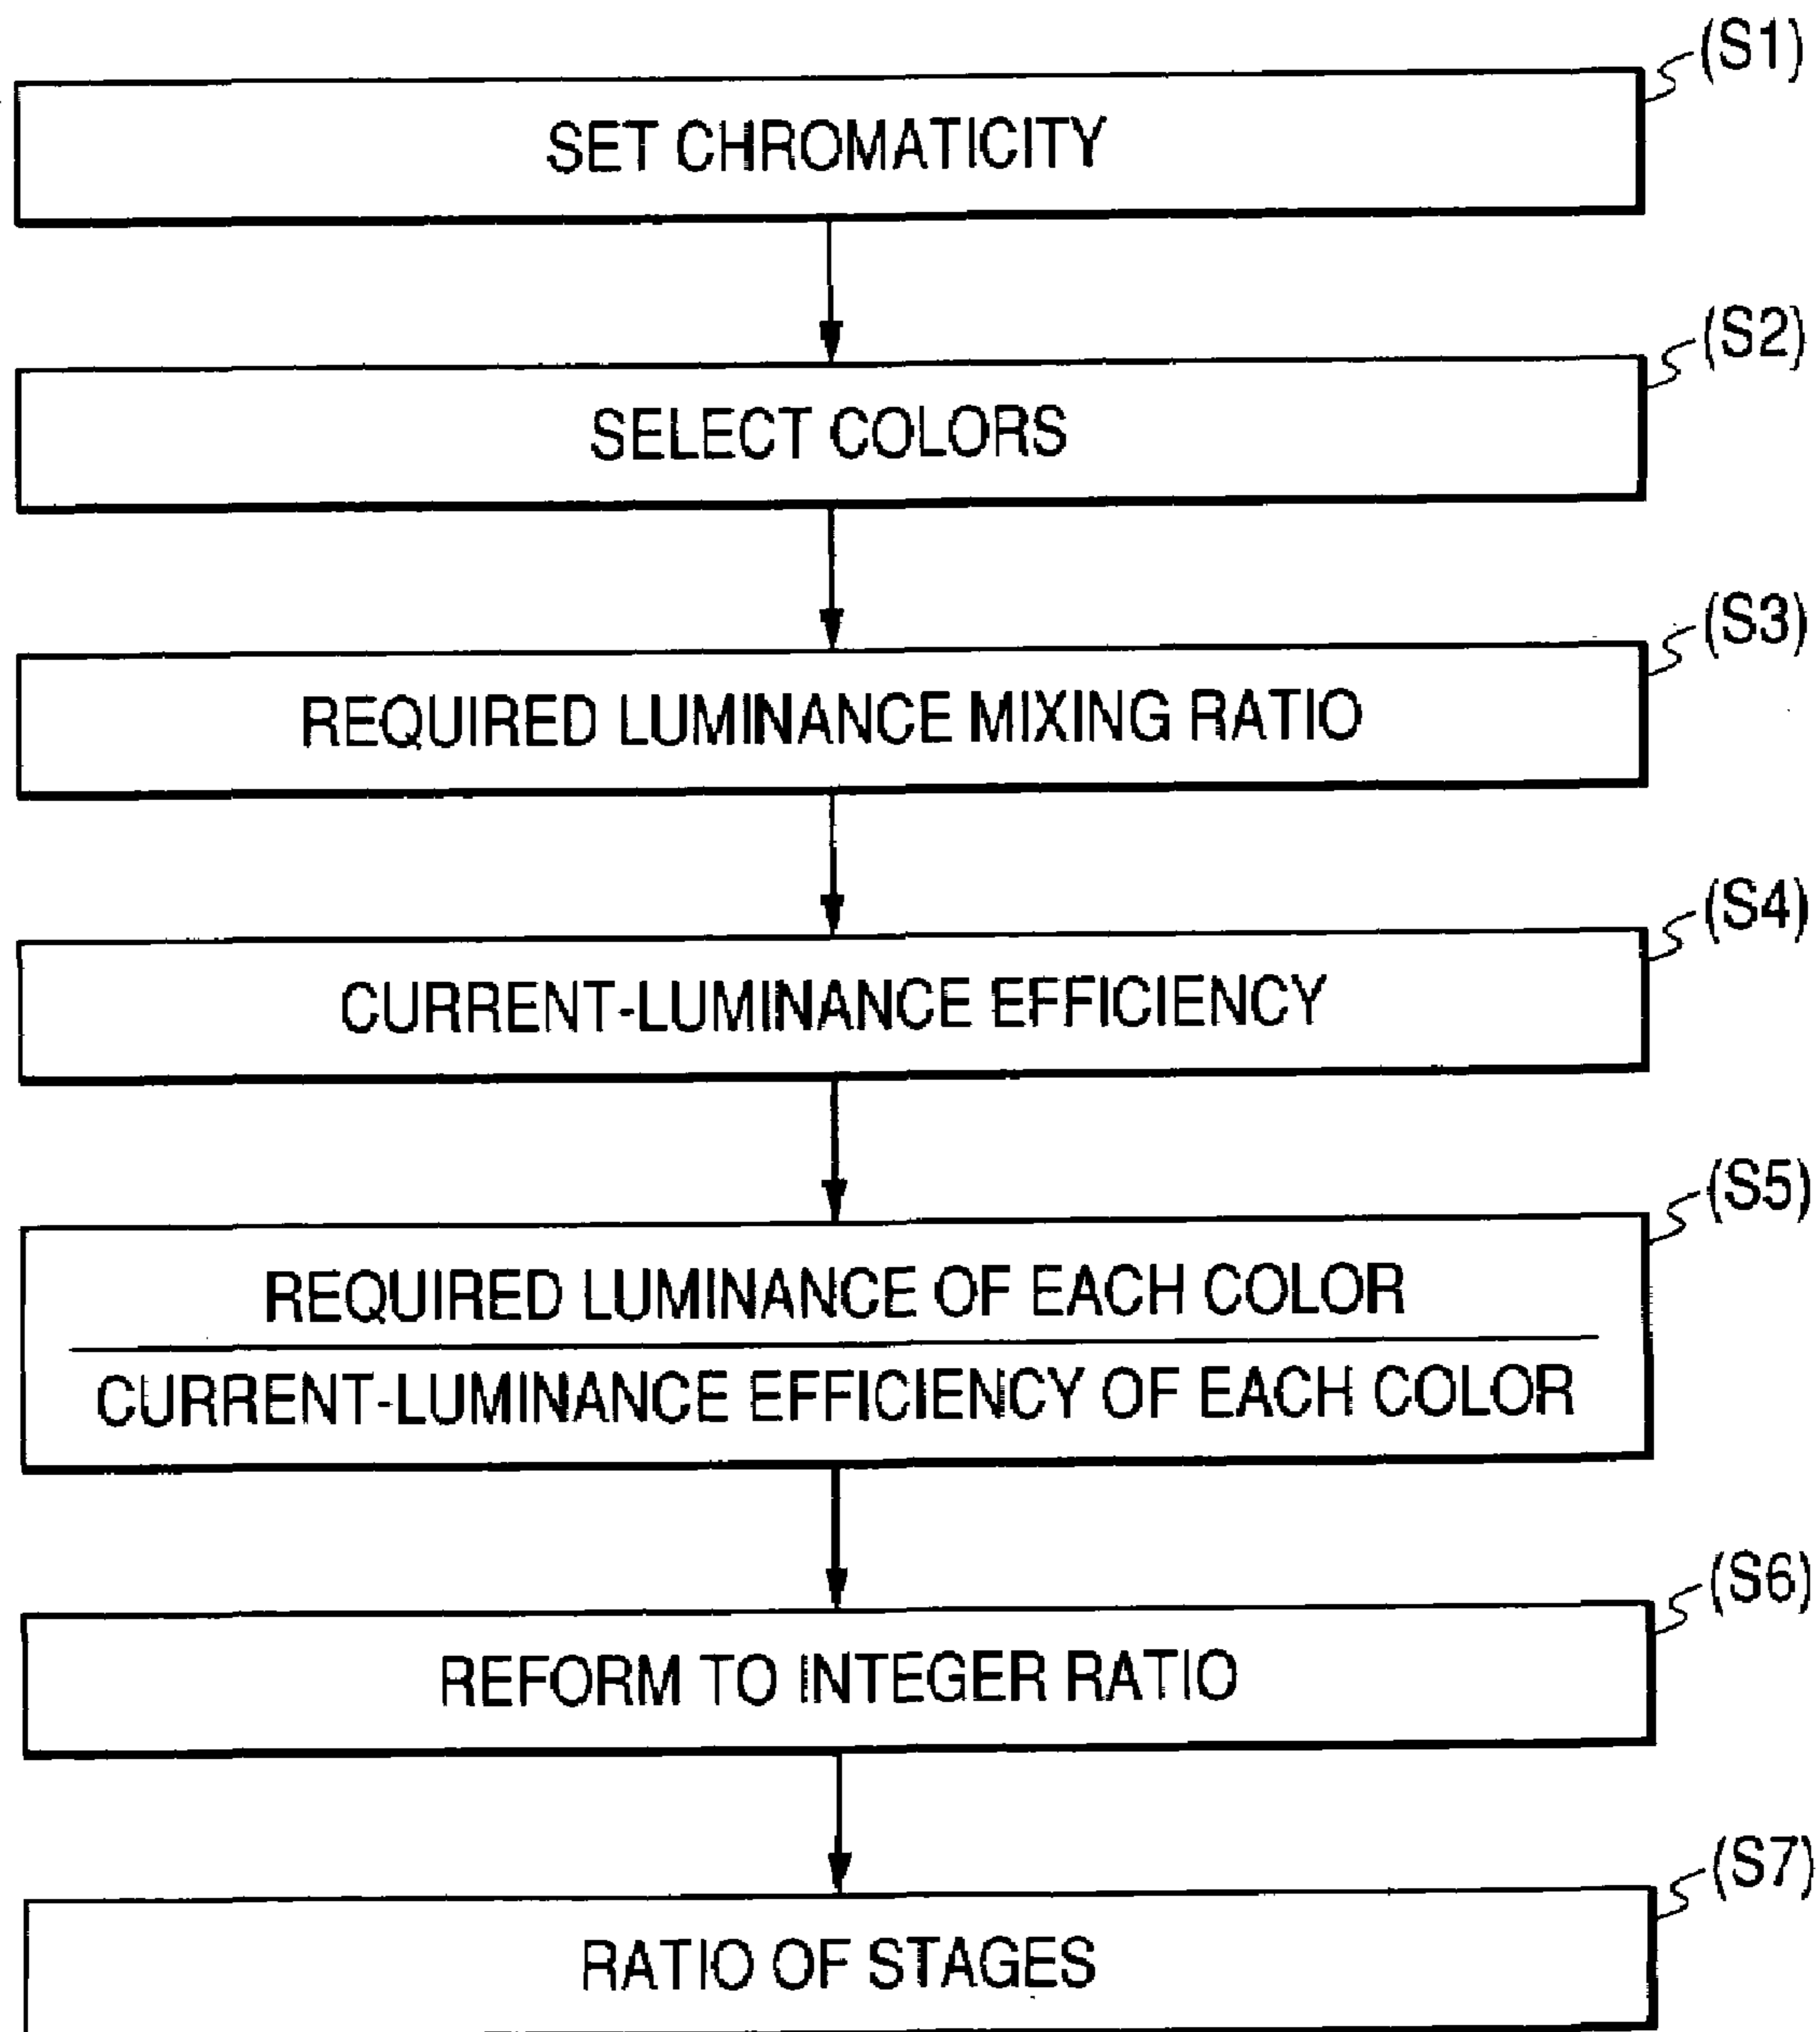 (S1)
SET CHROMATICITY
(S2)
SELECT COLORS
(S3)
REQUIRED LUMINANCE MIXING RATIO
(S4)
CURRENT-LUMINANCE EFFICIENCY
(S5)
REQUIRED LUMINANCE OF EACH COLOR
CURRENT-LUMINANCE EFFICIENCY OF EACH COLOR
(S6)
REFORM TO INTEGER RATIO
(S7)
RATIO OF STAGES